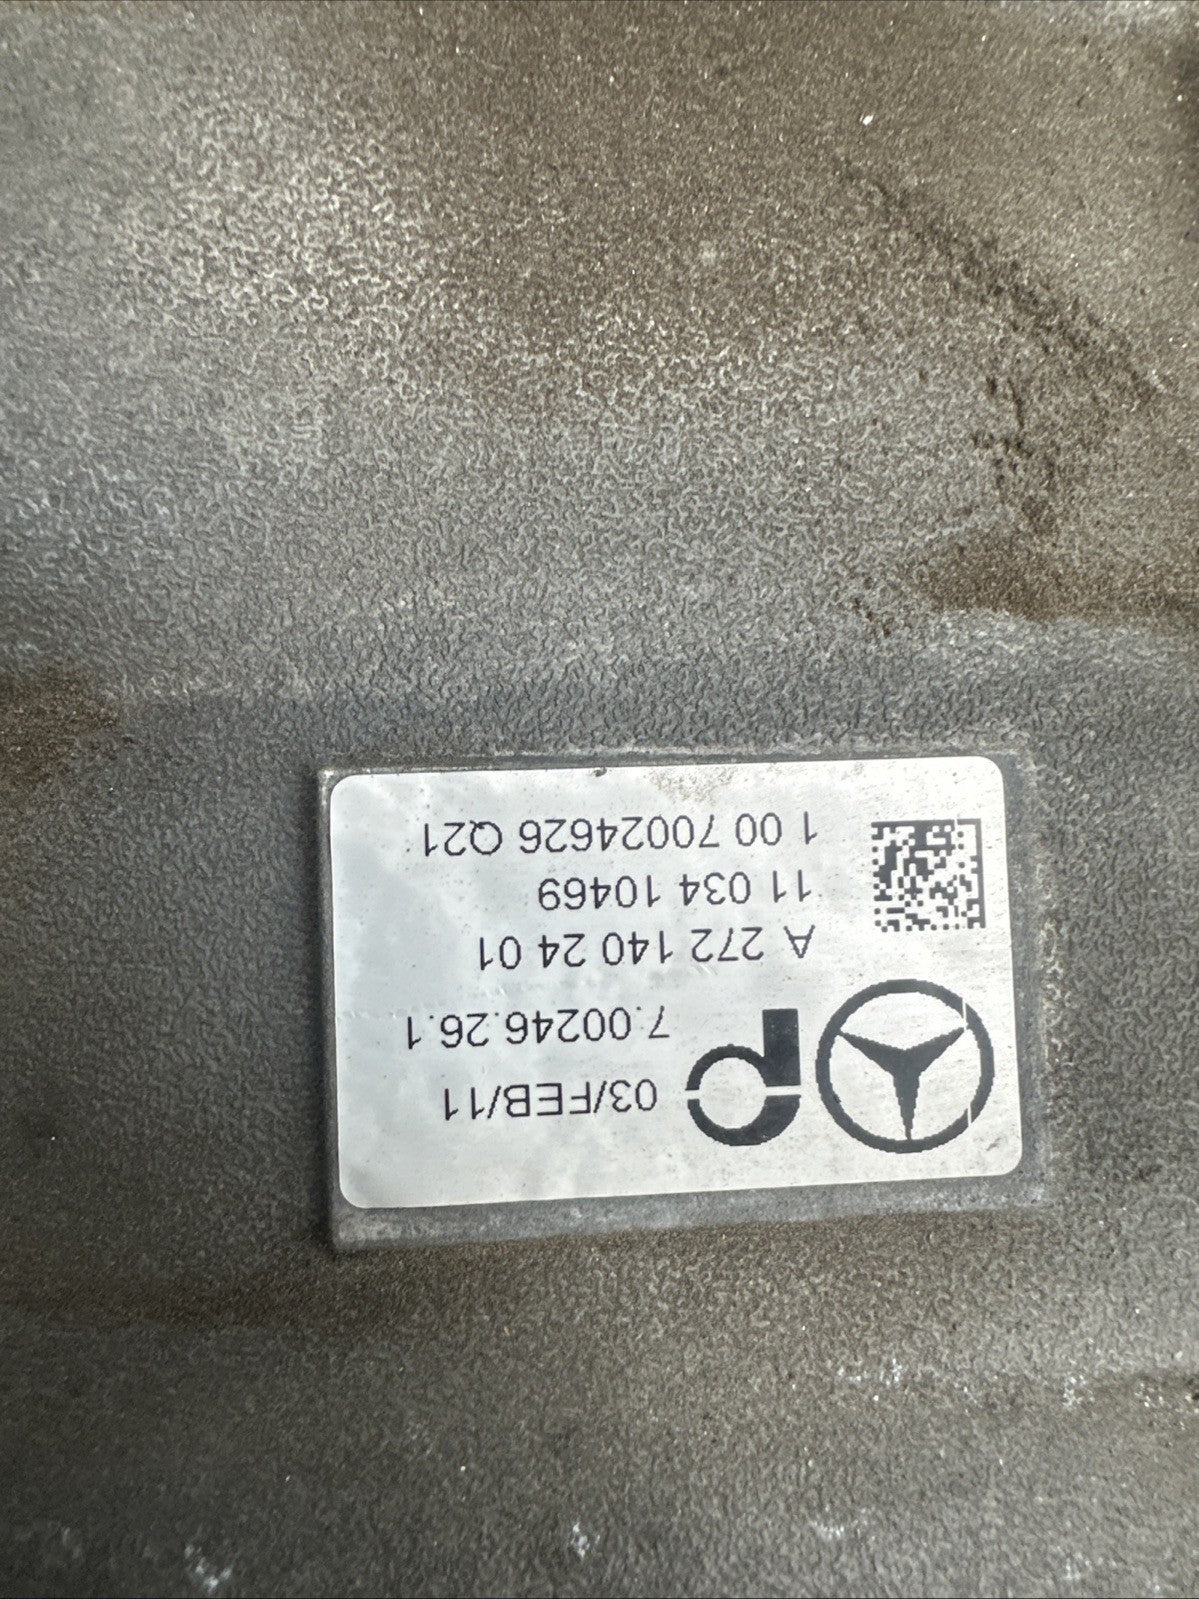 03/FEB/11
7.00246.26.1
A 272 140 24 01
11 034 10469
1 00 70024626 Q21